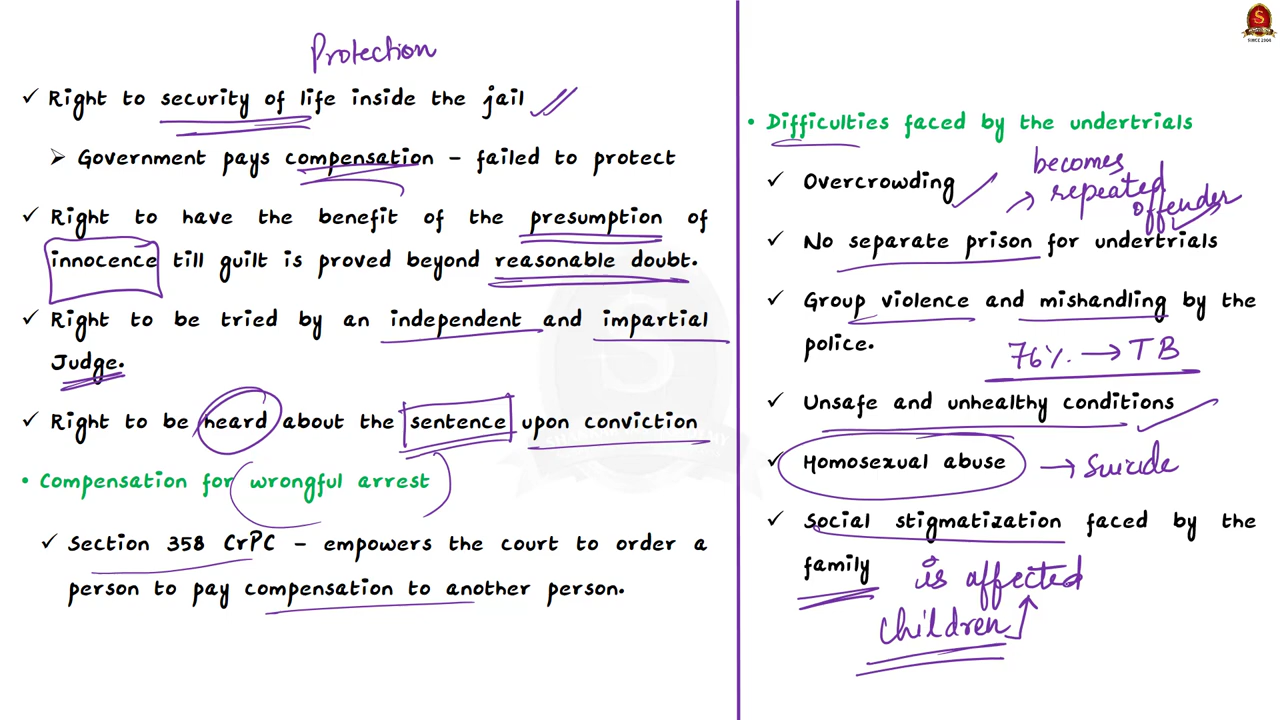 Protection
✓ Right to security of life inside the jail
➢ Government pays compensation – failed to protect
✓ Right to have the benefit of the presumption of
innocence till guilt is proved beyond reasonable doubt.
✓ Right to be tried by an independent and impartial
Judge.
✓ Right to be heard about the sentence upon conviction
• Compensation for wrongful arrest
✓ Section 358 CrPC – empowers the court to order a
person to pay compensation to another person.
S
SINCE 2004
• Difficulties faced by the undertrials
✓ Overcrowding
becomes
→ repeated
offender
✓ No separate prison for undertrials
✓ Group violence and mishandling by the
police.
76% → TB
✓ Unsafe and unhealthy conditions
✓ Homosexual abuse → Suicide
✓ Social stigmatization faced by the
family is affected
children